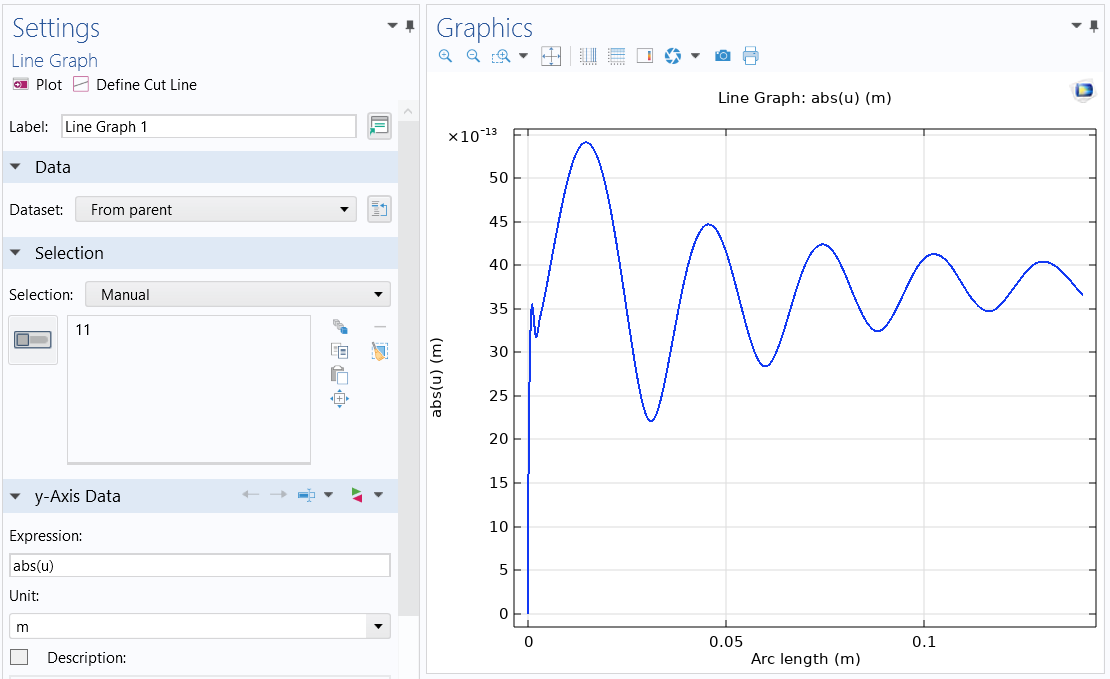 Settings
Line Graph
Plot Define Cut Line
Label: Line Graph 1
Data
Dataset: From parent
Selection
Selection: Manual
11
y-Axis Data
Expression:
abs(u)
Unit:
m
Description:
Graphics
Line Graph: abs(u) (m)
×10⁻¹³
50
45
40
35
30
25
20
15
10
5
0
abs(u) (m)
0 0.05 0.1
Arc length (m)